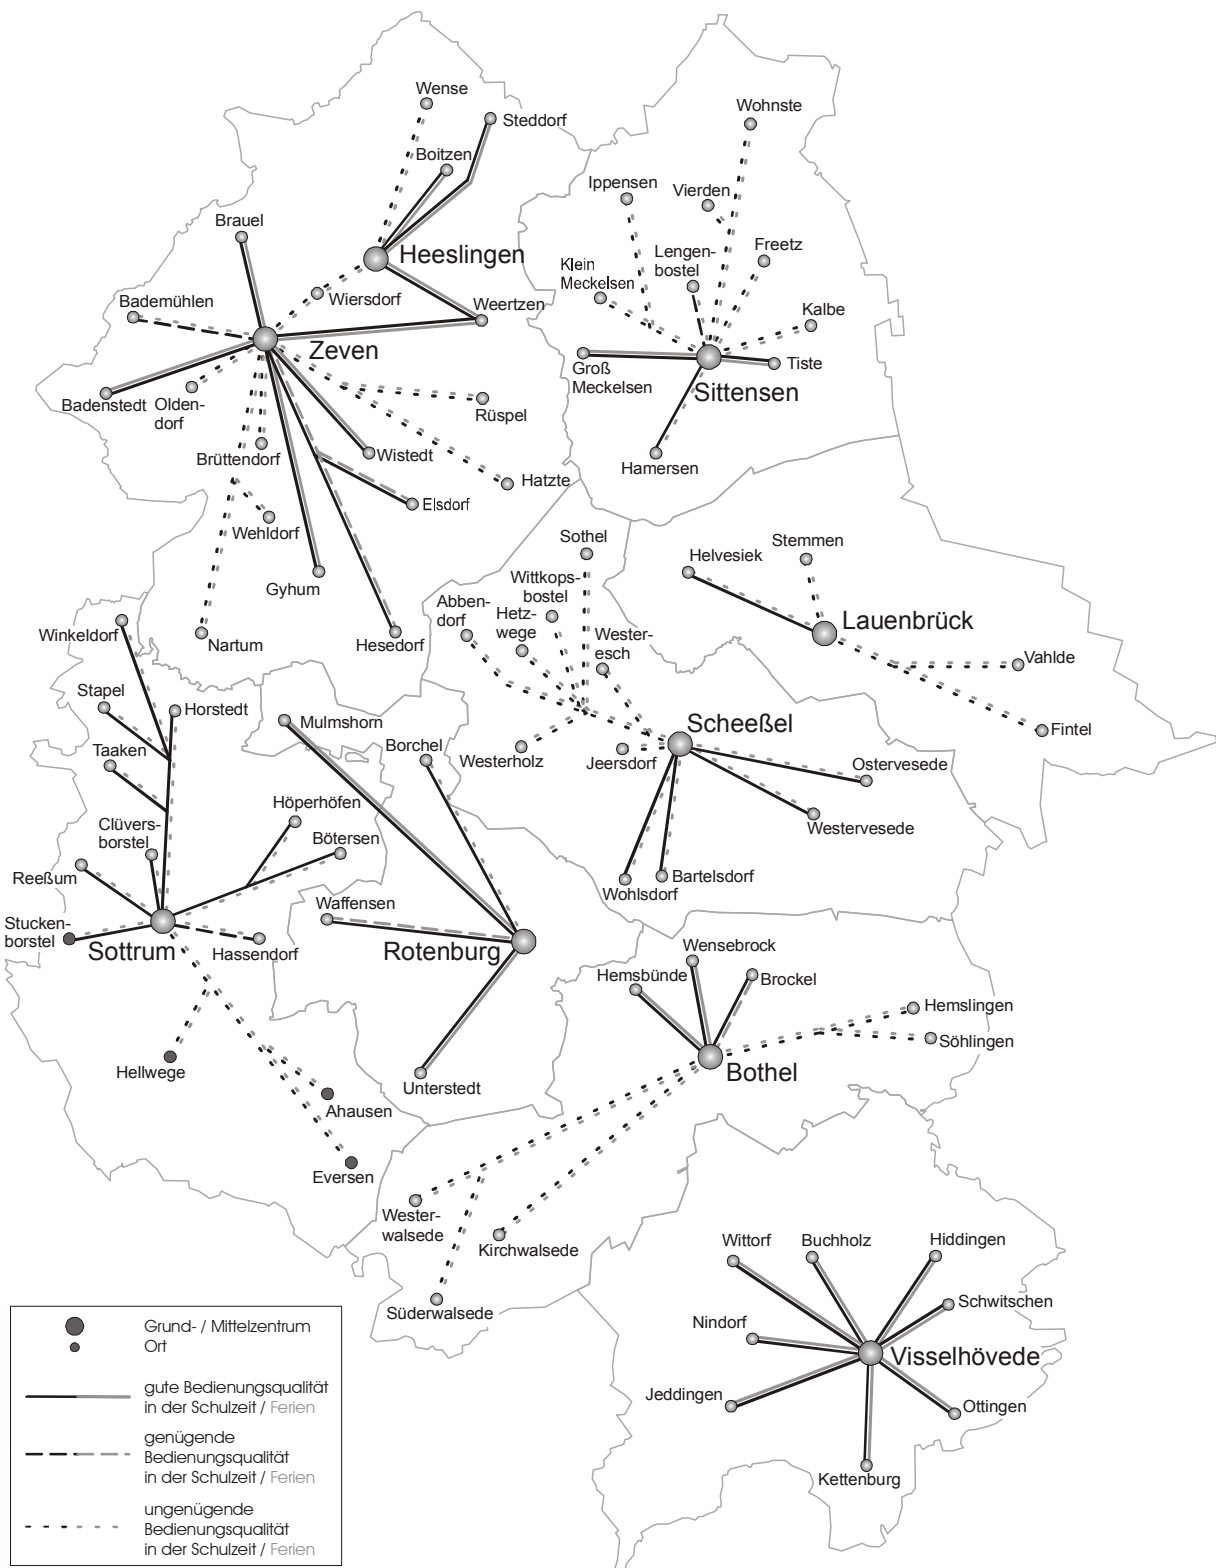 Wense
Steddorf
Wohnste
Boitzen
Ippensen
Vierden
Brauel
Heeslingen
Lengen-
bostel
Freetz
Klein
Meckelsen
Bademühlen
Wiersdorf
Weertzen
Kalbe
Zeven
Groß
Meckelsen
Tiste
Sittensen
Badenstedt
Olden-
dorf
Rüspel
Brüttendorf
Wistedt
Hamersen
Hatzte
Elsdorf
Wehldorf
Sothel
Stemmen
Helvesiek
Gyhum
Wittkops-
bostel
Abben-
dorf
Hetz-
wege
Wester-
esch
Lauenbrück
Winkeldorf
Nartum
Hesedorf
Vahlde
Stapel
Horstedt
Mulmshorn
Scheeßel
Fintel
Taaken
Borchel
Westerholz
Jeersdorf
Ostervesede
Höperhöfen
Clüvers-
borstel
Bötersen
Westervesede
Reeßum
Wohlsdorf
Bartelsdorf
Waffensen
Stucken-
borstel
Sottrum
Hassendorf
Rotenburg
Wensebrock
Hemsbünde
Brockel
Hemslingen
Söhlingen
Hellwege
Unterstedt
Bothel
Ahausen
Eversen
Wester-
walsede
Kirchwalsede
Süderwalsede
Wittorf
Buchholz
Hiddingen
Schwitschen
Nindorf
Visselhövede
Jeddingen
Ottingen
Kettenburg
Grund- / Mittelzentrum
Ort
gute Bedienungsqualität
in der Schulzeit / Ferien
genügende
Bedienungsqualität
in der Schulzeit / Ferien
ungenügende
Bedienungsqualität
in der Schulzeit / Ferien